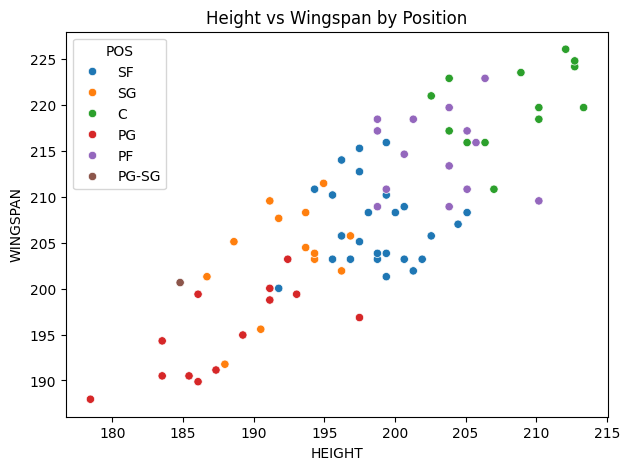 Height vs Wingspan by Position
POS
SF
SG
C
PG
PF
PG-SG
225
220
215
210
205
200
195
190
WINGSPAN
180
185
190
195
200
205
210
215
HEIGHT